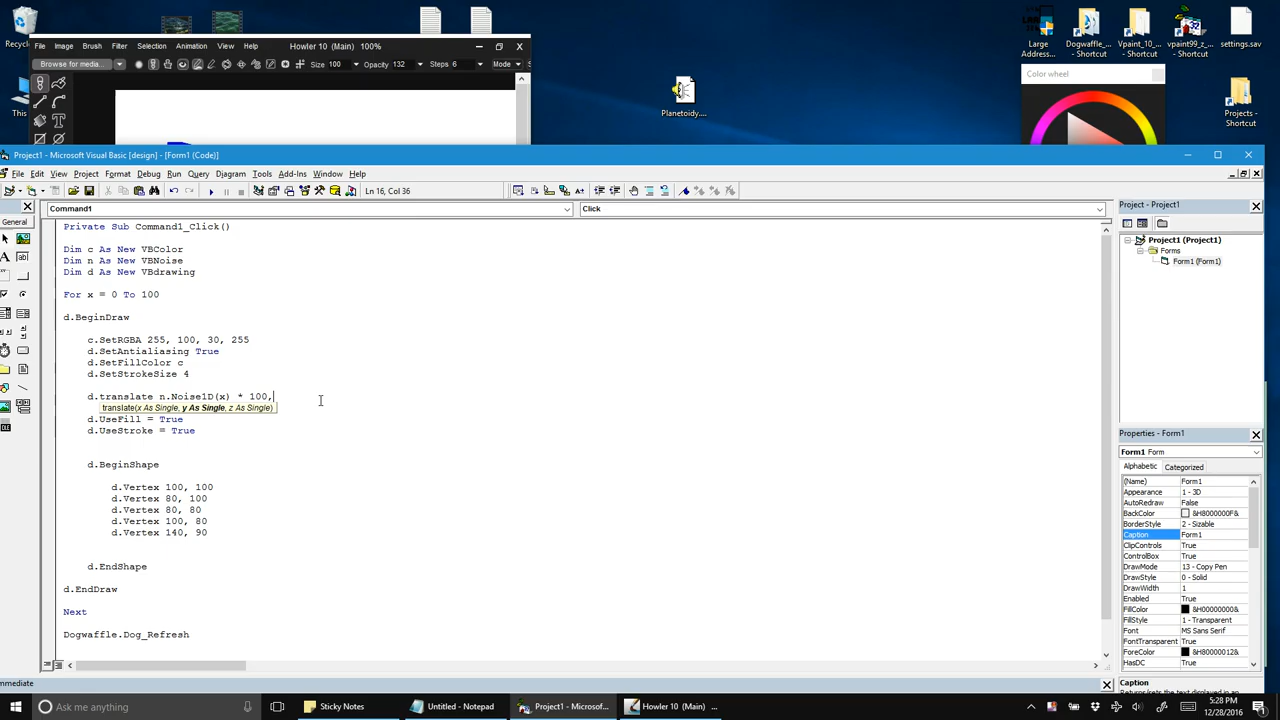 Recycl
This
Large
Address...
Dogwaffle_...
- Shortcut
Vpaint_10_...
- Shortcut
vpaint99_z_...
- Shortcut
settings.sav
Planetoidy....
Projects -
Shortcut
Color wheel
File Image Brush Filter Selection Animation View Help Howler 10 (Main) 100%
Browse for media... Size 100 Opacity 132 Steps 6 Mode
Project1 - Microsoft Visual Basic [design] - [Form1 (Code)]
File Edit View Project Format Debug Run Query Diagram Tools Add-Ins Window Help
Ln 16, Col 36
General
Command1 Click
Private Sub Command1_Click()
Dim c As New VBColor
Dim n As New VBNoise
Dim d As New VBdrawing
For x = 0 To 100
d.BeginDraw
c.SetRGBA 255, 100, 30, 255
d.SetAntialiasing True
d.SetFillColor c
d.SetStrokeSize 4
d.translate n.Noise1D(x) * 100,
translate(x As Single, y As Single, z As Single)
d.UseFill = True
d.UseStroke = True
d.BeginShape
d.Vertex 100, 100
d.Vertex 80, 100
d.Vertex 80, 80
d.Vertex 100, 80
d.Vertex 140, 90
d.EndShape
d.EndDraw
Next
Dogwaffle.Dog_Refresh
Project - Project1
Project1 (Project1)
Forms
Form1 (Form1)
Properties - Form1
Form1 Form
Alphabetic Categorized
(Name) Form1
Appearance 1 - 3D
AutoRedraw False
BackColor &H8000000F&
BorderStyle 2 - Sizable
Caption Form1
ClipControls True
ControlBox True
DrawMode 13 - Copy Pen
DrawStyle 0 - Solid
DrawWidth 1
Enabled True
FillColor &H00000000&
FillStyle 1 - Transparent
Font MS Sans Serif
FontTransparent True
ForeColor &H80000012&
HasDC True
Caption
mmediate
Ask me anything
Sticky Notes
Untitled - Notepad
Project1 - Microsof...
Howler 10 (Main) ...
5:28 PM
12/28/2016